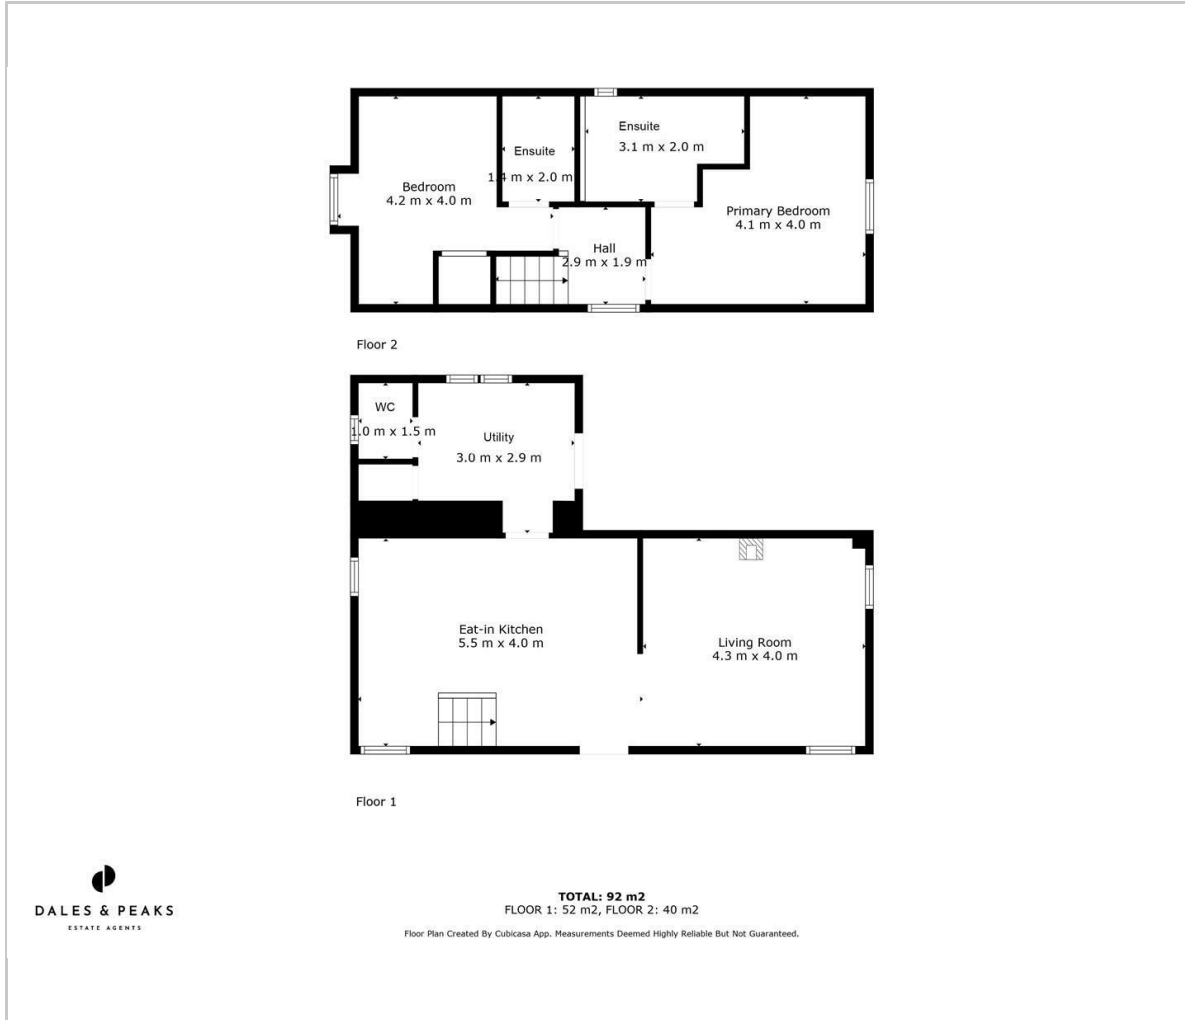 Ensuite
3.1 m x 2.0 m
Ensuite
1.4 m x 2.0 m
Bedroom
4.2 m x 4.0 m
Primary Bedroom
4.1 m x 4.0 m
Hall
2.9 m x 1.9 m
Floor 2
WC
1.0 m x 1.5 m
Utility
3.0 m x 2.9 m
Eat-in Kitchen
5.5 m x 4.0 m
Living Room
4.3 m x 4.0 m
Floor 1
DALES & PEAKS
ESTATE AGENTS
TOTAL: 92 m2
FLOOR 1: 52 m2, FLOOR 2: 40 m2
Floor Plan Created By Cubicasa App. Measurements Deemed Highly Reliable But Not Guaranteed.